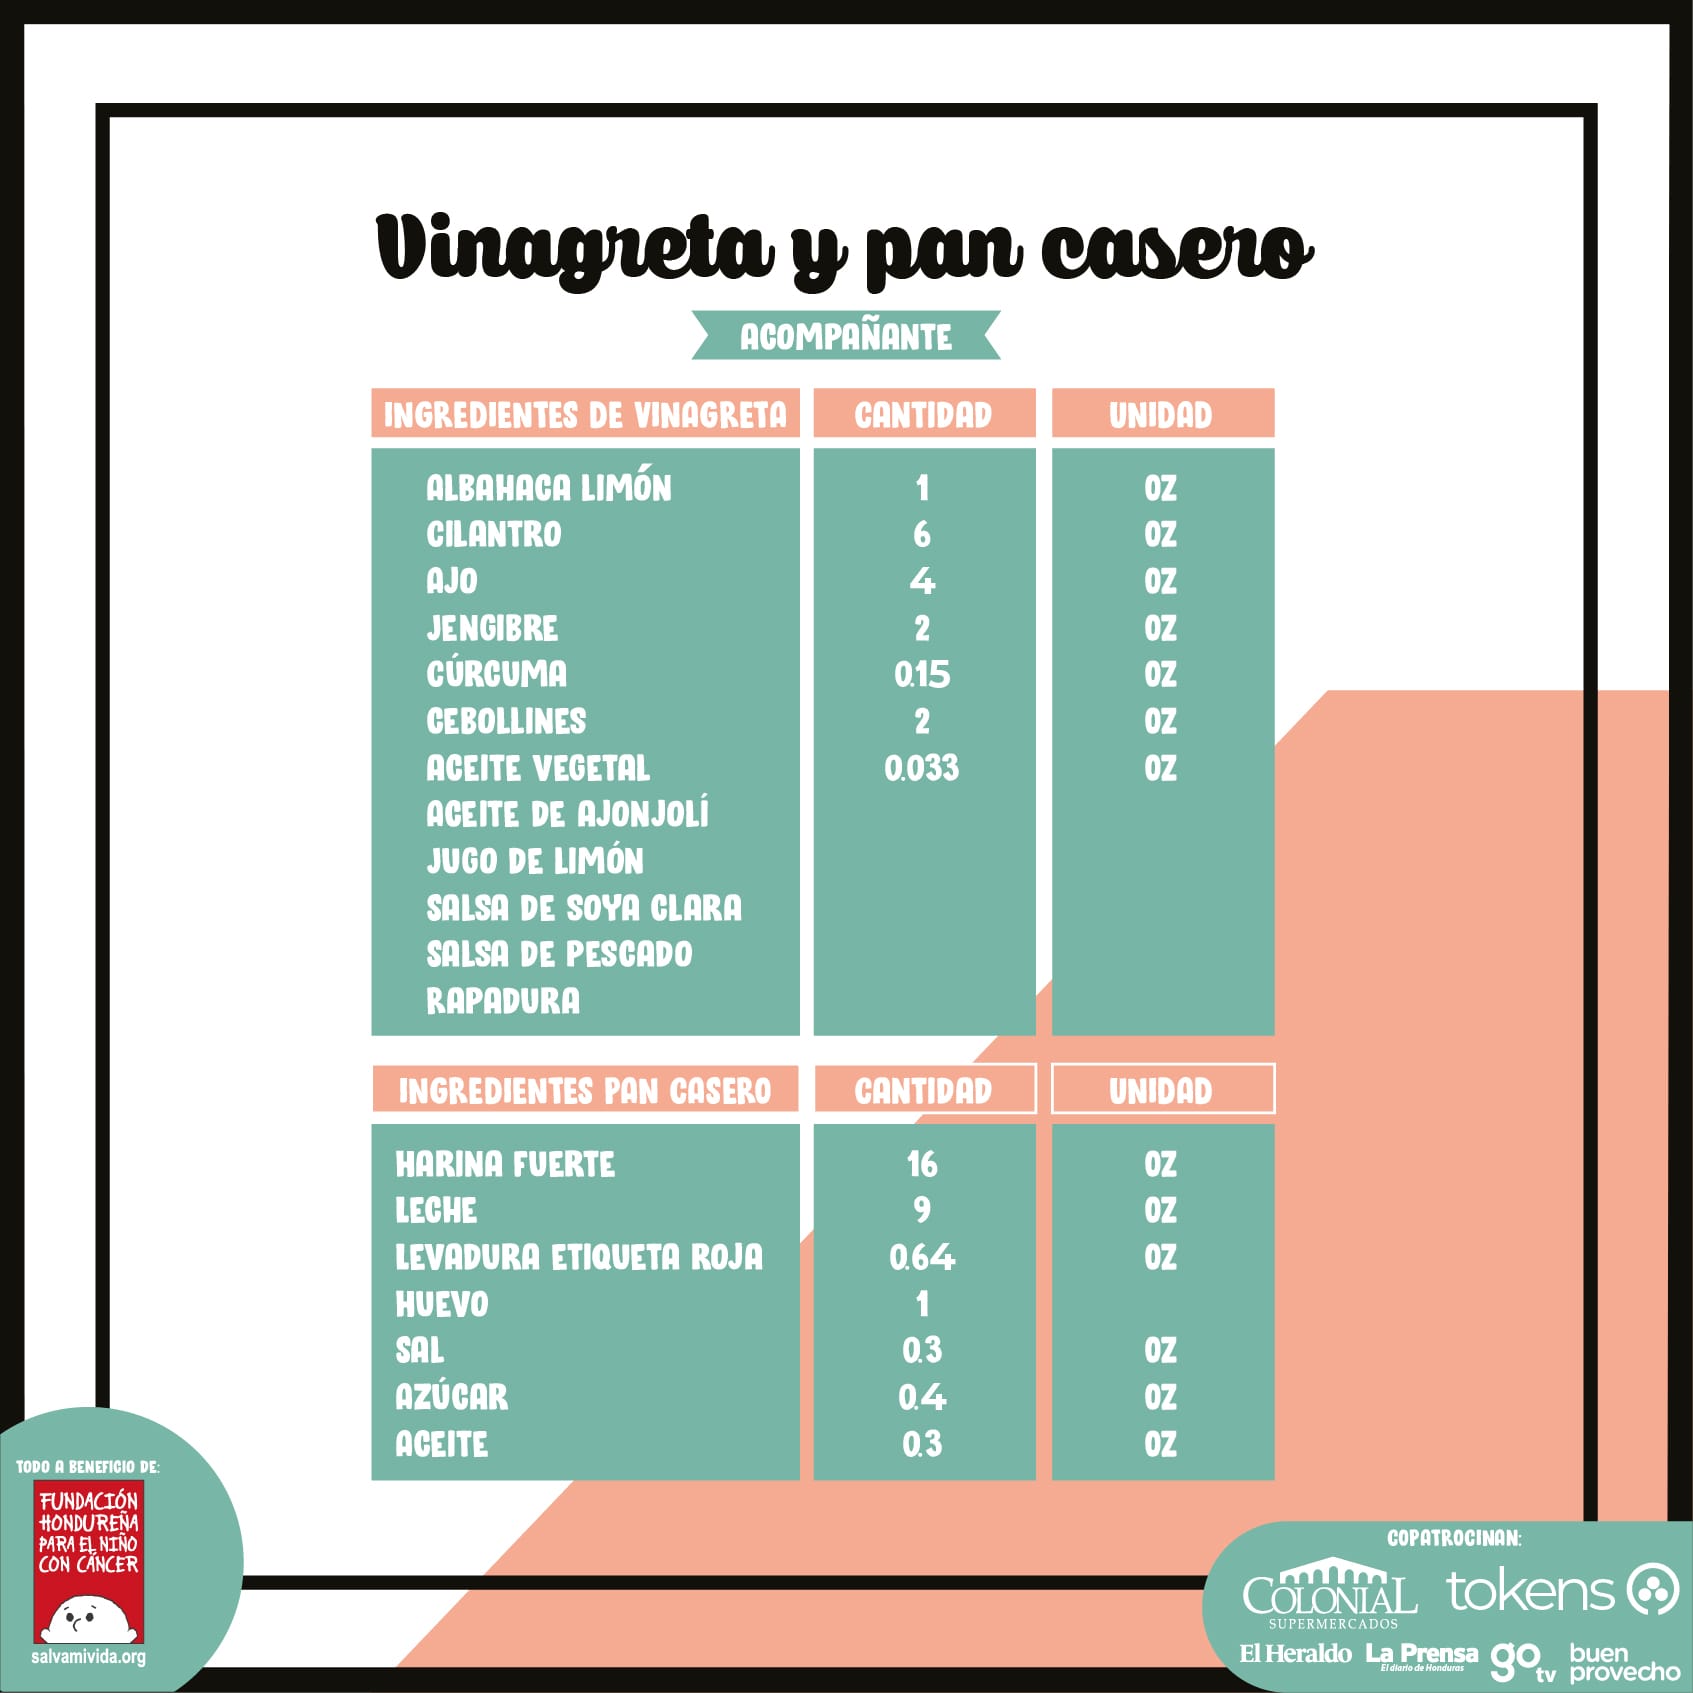 Vinagreta y pan casero
ACOMPAÑANTE
INGREDIENTES DE VINAGRETA CANTIDAD UNIDAD
ALBAHACA LIMÓN 1 OZ
CILANTRO 6 OZ
AJO 4 OZ
JENGIBRE 2 OZ
CÚRCUMA 0.15 OZ
CEBOLLINES 2 OZ
ACEITE VEGETAL 0.033 OZ
ACEITE DE AJONJOLÍ
JUGO DE LIMÓN
SALSA DE SOYA CLARA
SALSA DE PESCADO
RAPADURA
INGREDIENTES PAN CASERO CANTIDAD UNIDAD
HARINA FUERTE 16 OZ
LECHE 9 OZ
LEVADURA ETIQUETA ROJA 0.64 OZ
HUEVO 1
SAL 0.3 OZ
AZÚCAR 0.4 OZ
ACEITE 0.3 OZ
TODO A BENEFICIO DE:
FUNDACIÓN
HONDUREÑA
PARA EL NIÑO
CON CÁNCER
salvamivida.org
COPATROCINAN:
COLONIAL
SUPERMERCADOS
tokens
El Heraldo
La Prensa
El diario de Honduras
go tv
buen
provecho